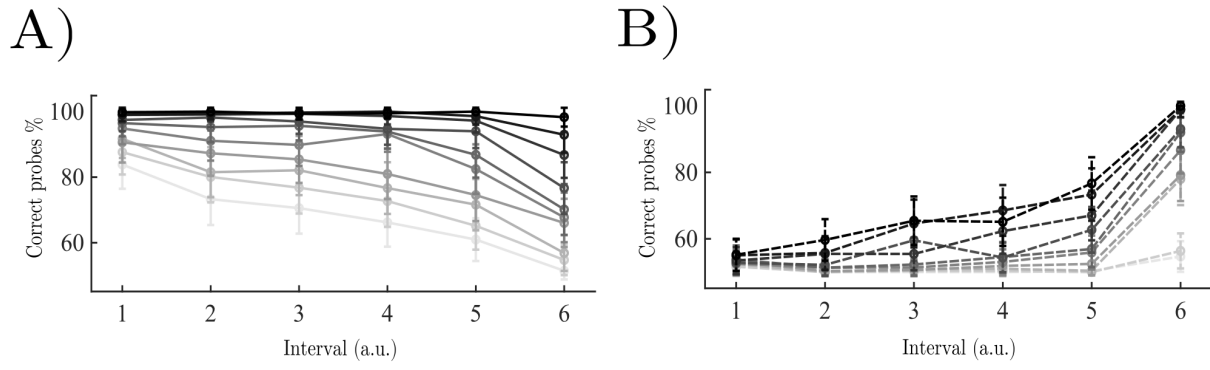 A)
Correct probes %
100
80
60
1 2 3 4 5 6
Interval (a.u.)
B)
Correct probes %
100
80
60
1 2 3 4 5 6
Interval (a.u.)